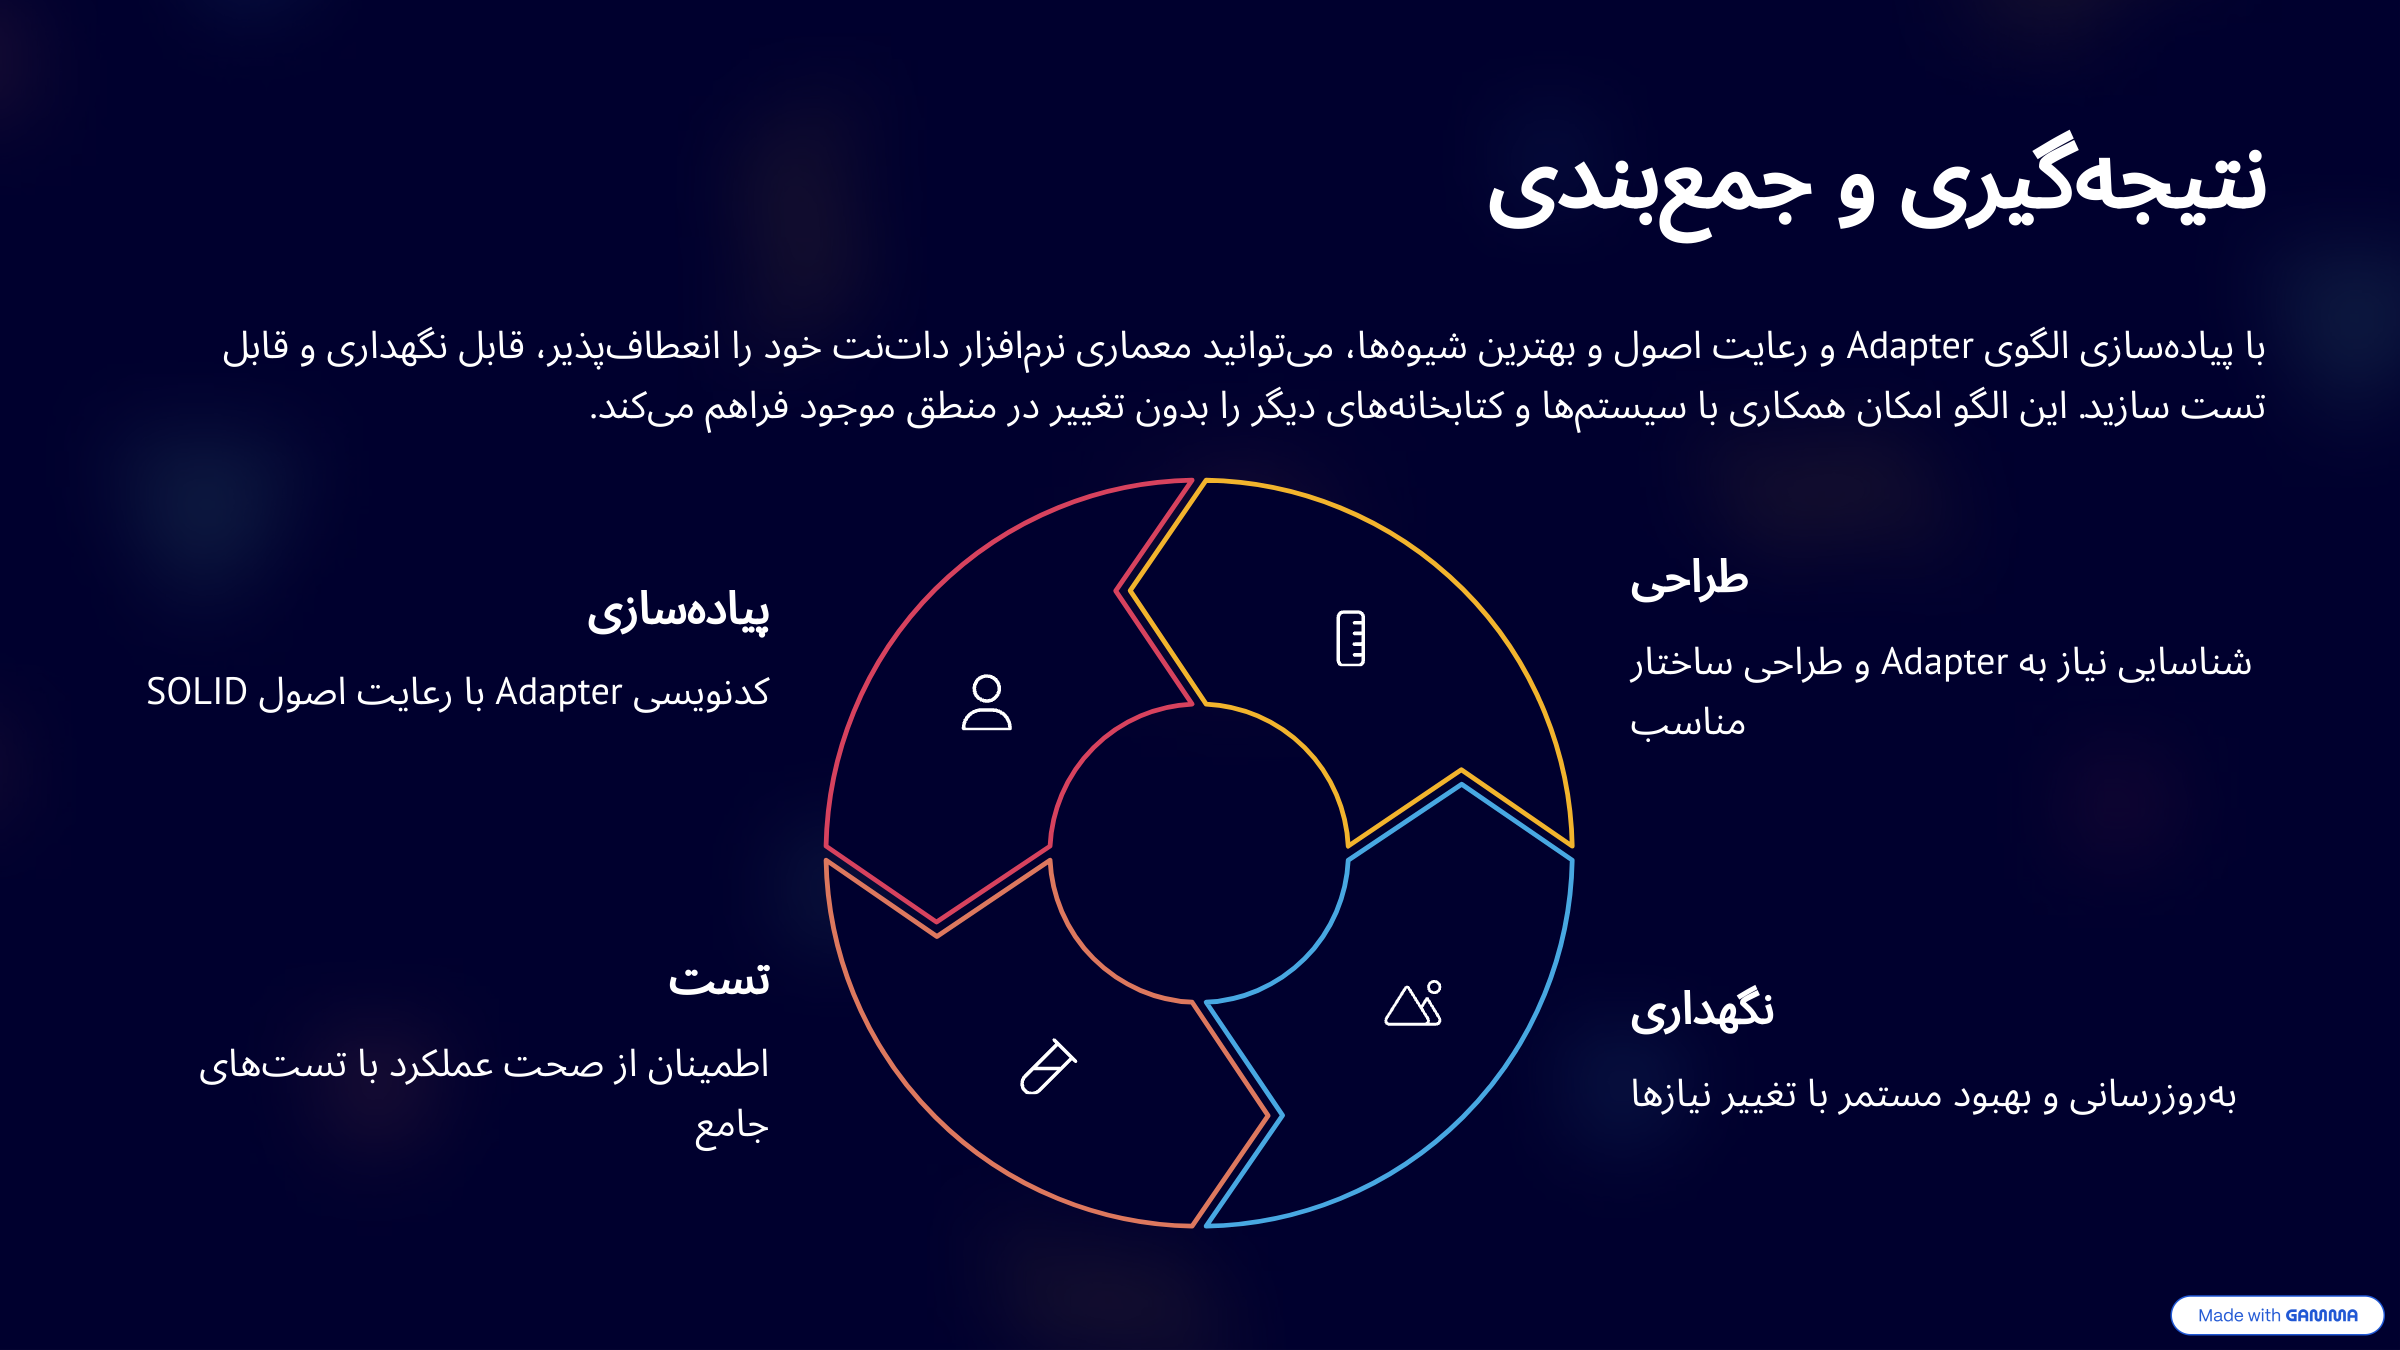 نتیجه‌گیری و جمع‌بندی
با پیاده‌سازی الگوی Adapter و رعایت اصول و بهترین شیوه‌ها، می‌توانید معماری نرم‌افزار دات‌نت خود را انعطاف‌پذیر، قابل نگهداری و قابل
تست سازید. این الگو امکان همکاری با سیستم‌ها و کتابخانه‌های دیگر را بدون تغییر در منطق موجود فراهم می‌کند.
طراحی
شناسایی نیاز به Adapter و طراحی ساختار
مناسب
پیاده‌سازی
کدنویسی Adapter با رعایت اصول SOLID
تست
اطمینان از صحت عملکرد با تست‌های
جامع
نگهداری
به‌روزرسانی و بهبود مستمر با تغییر نیازها
Made with GAMMA